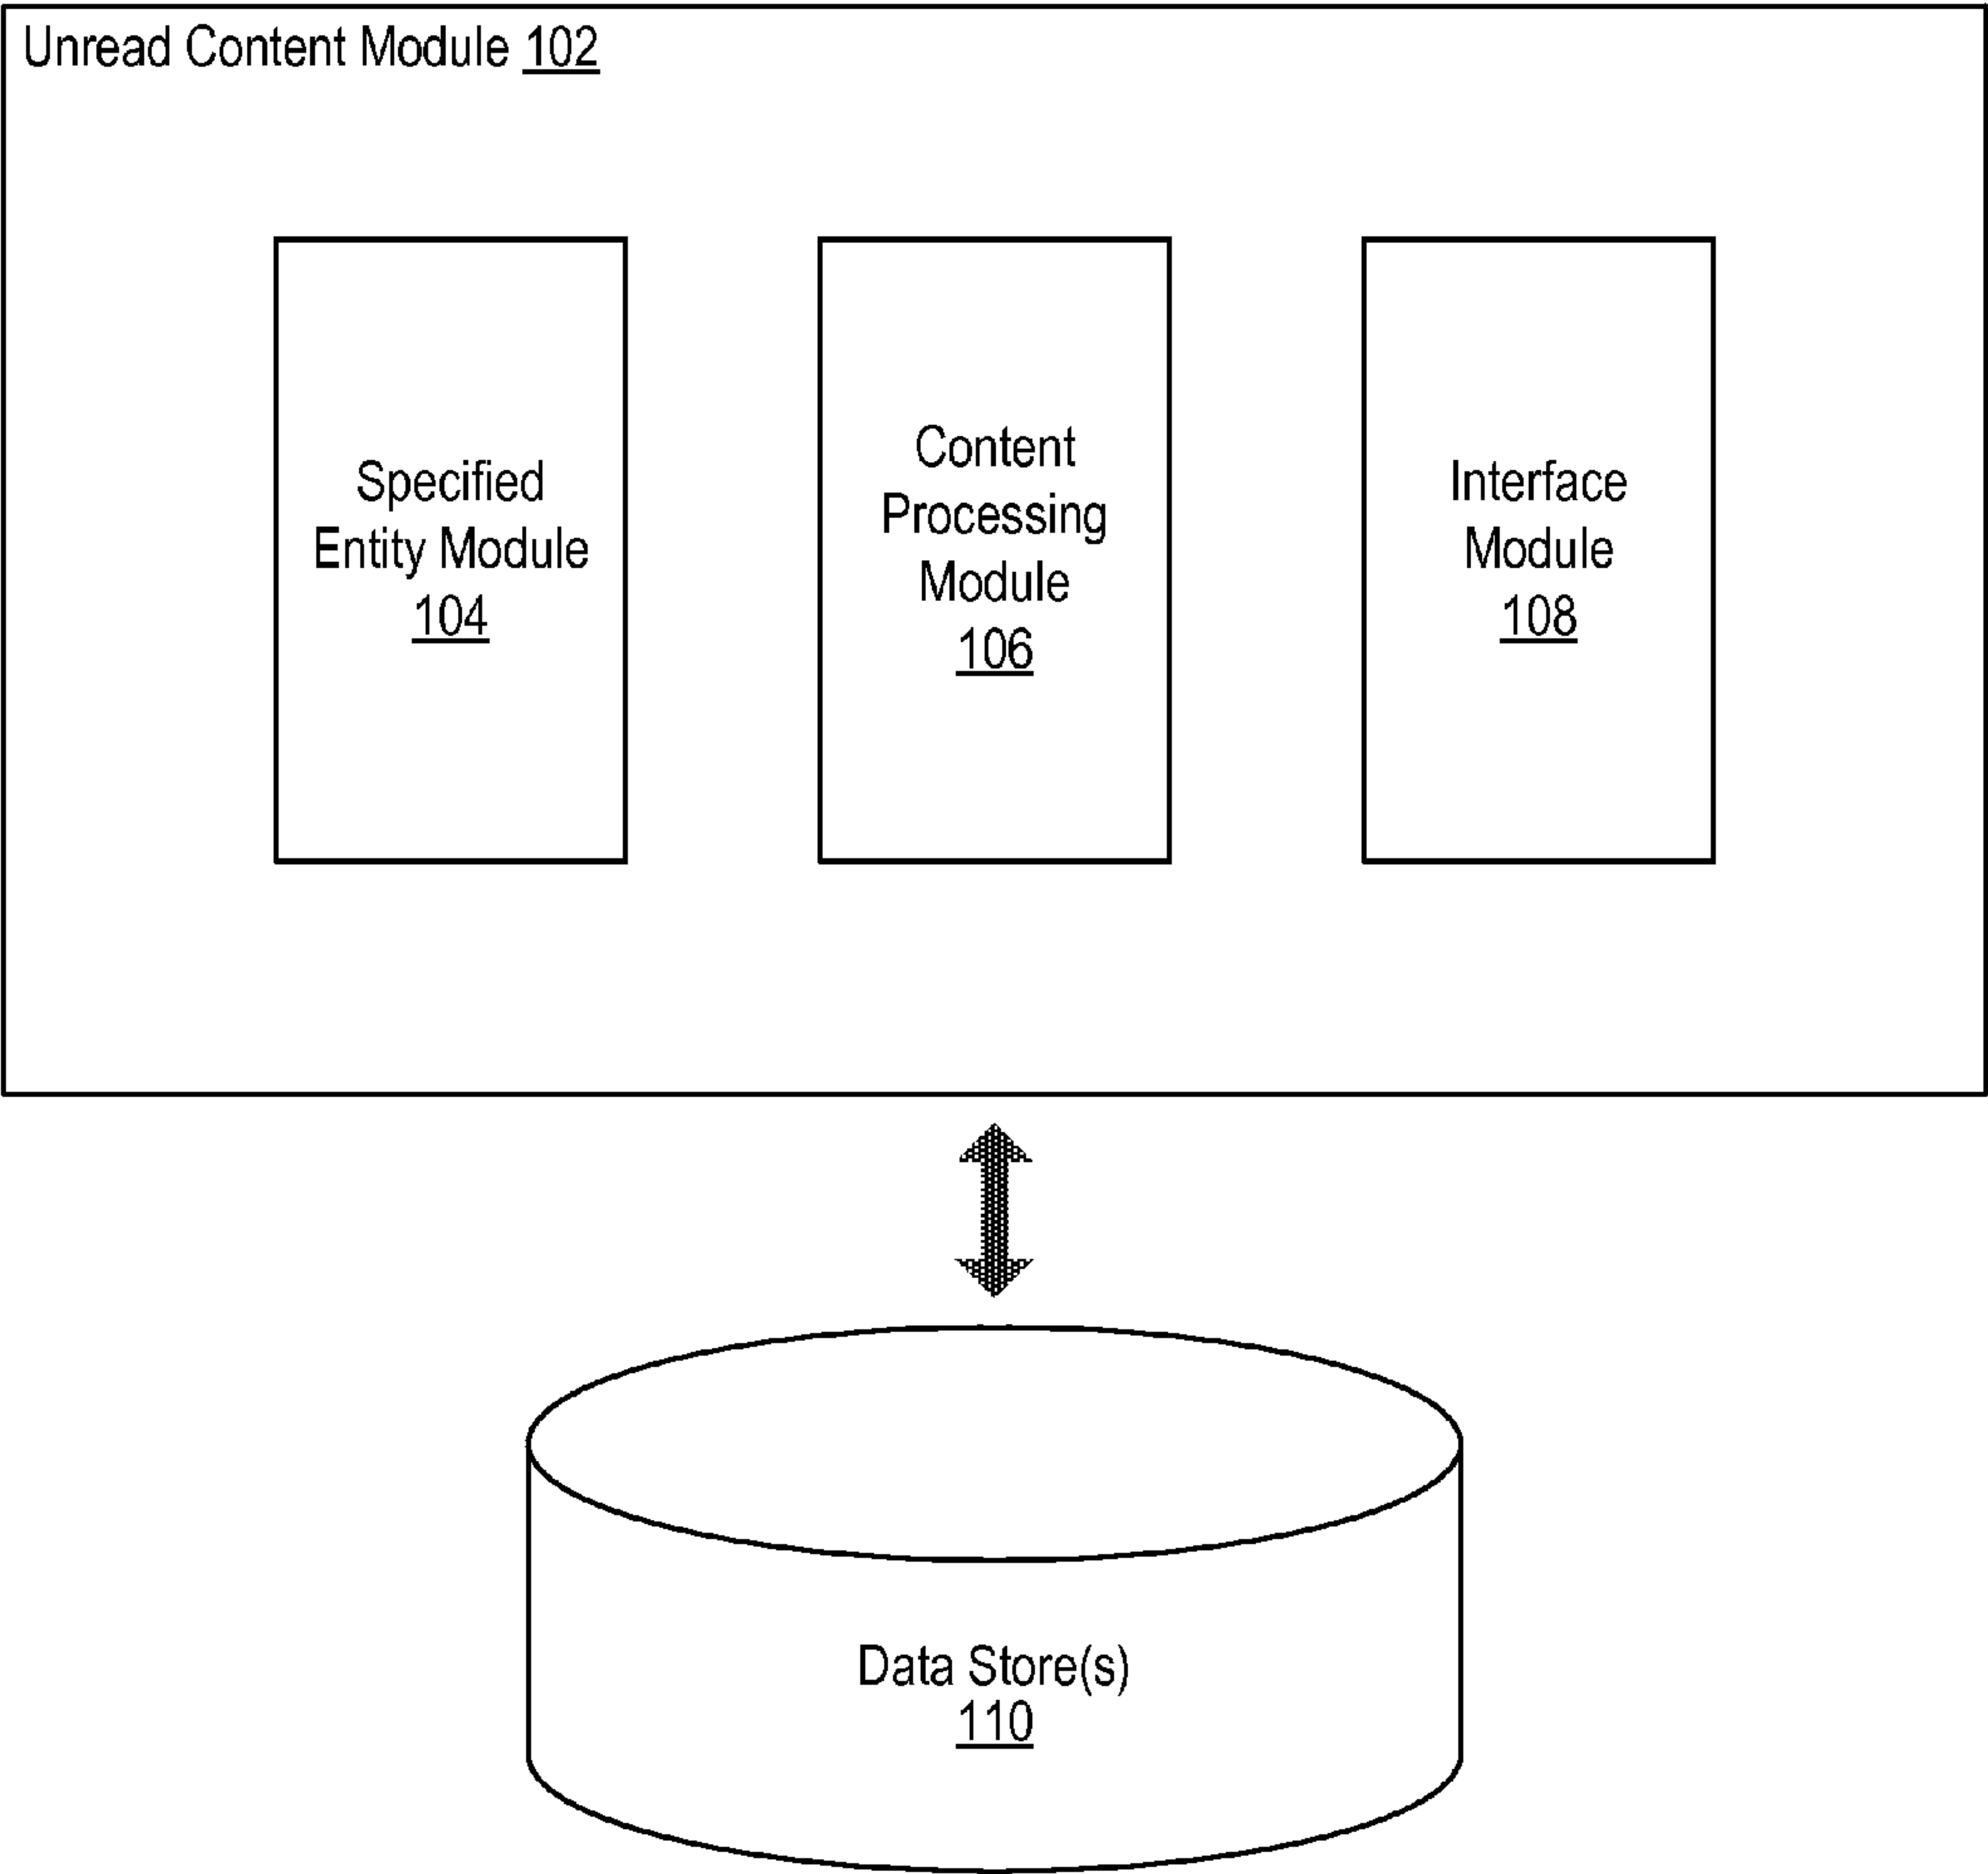 Unread Content Module 102
Specified
Entity Module
104
Content
Processing
Module
106
Interface
Module
108
Data Store(s)
110